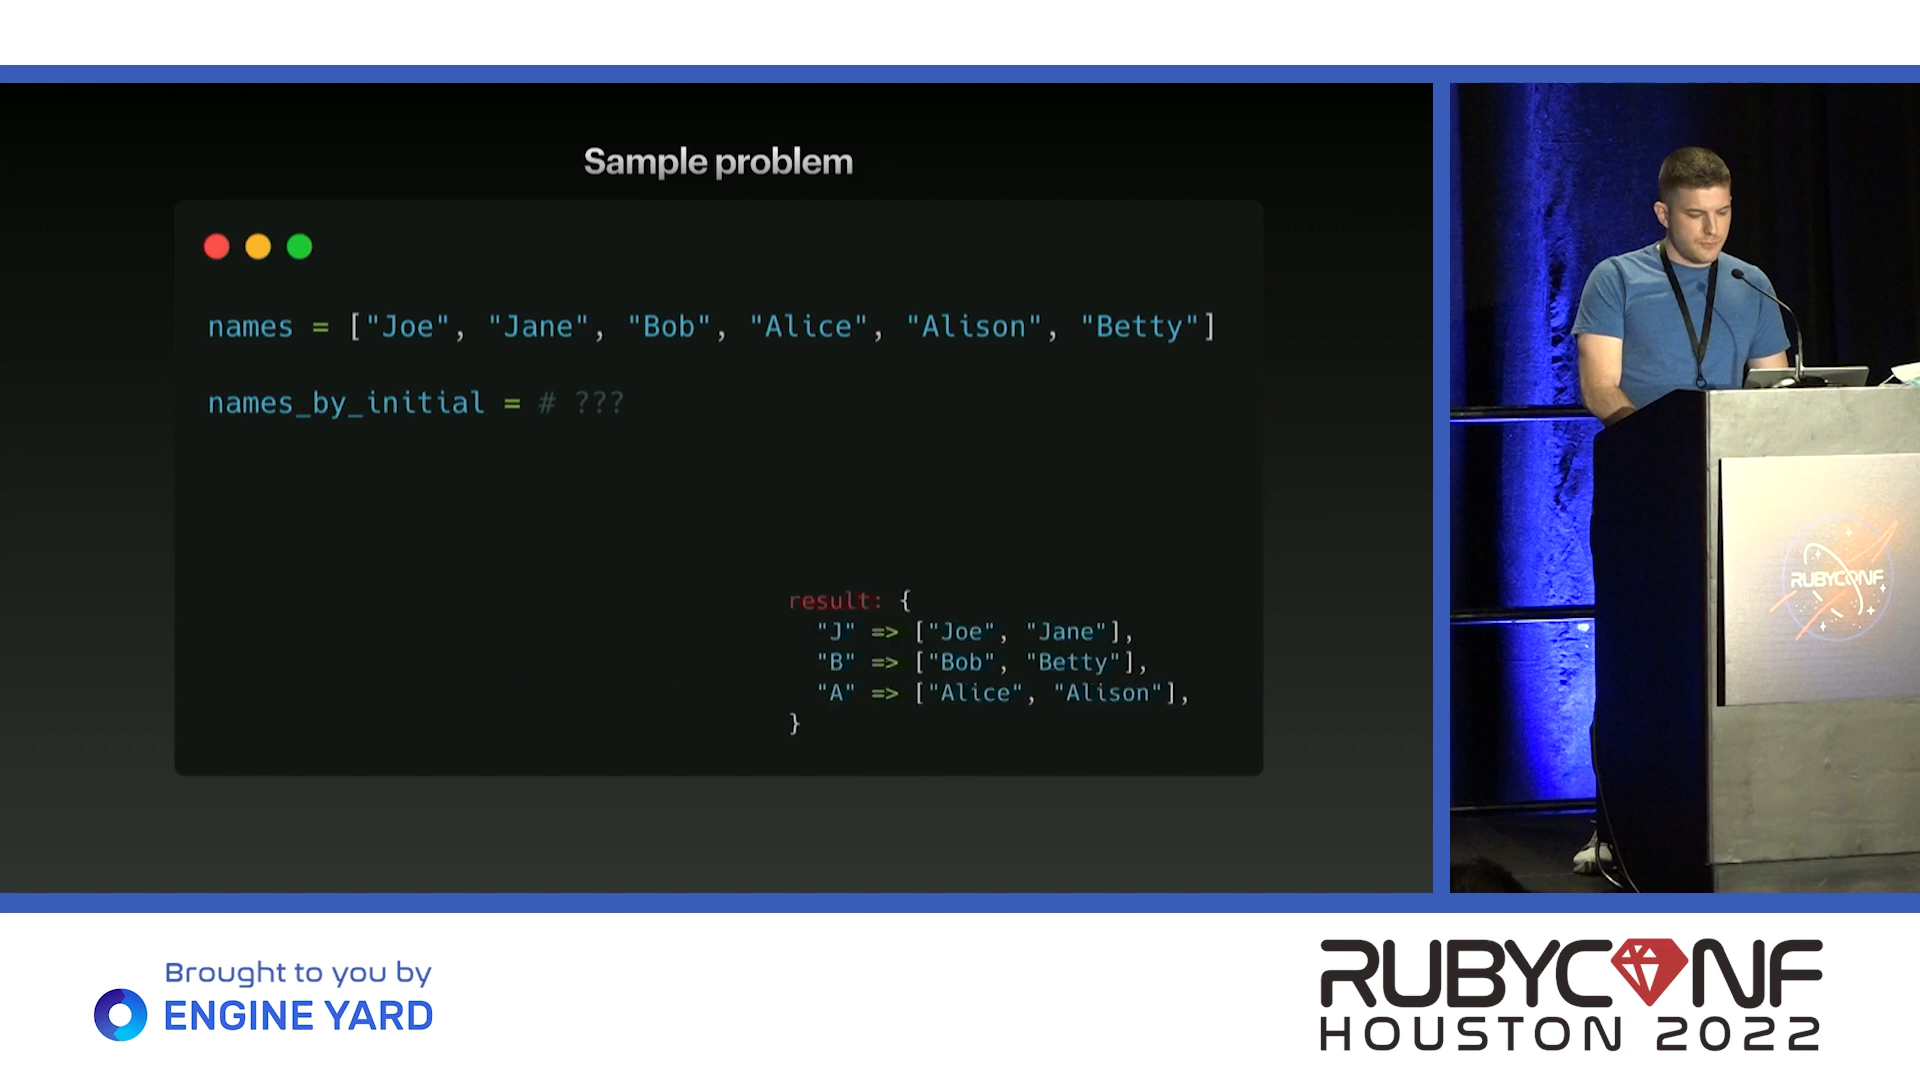 Sample problem
names = ["Joe", "Jane", "Bob", "Alice", "Alison", "Betty"]
names_by_initial = # ???
result: {
"J" => ["Joe", "Jane"],
"B" => ["Bob", "Betty"],
"A" => ["Alice", "Alison"],
}
RUBYCONF
Brought to you by
ENGINE YARD
RUBYCONF
HOUSTON 2022